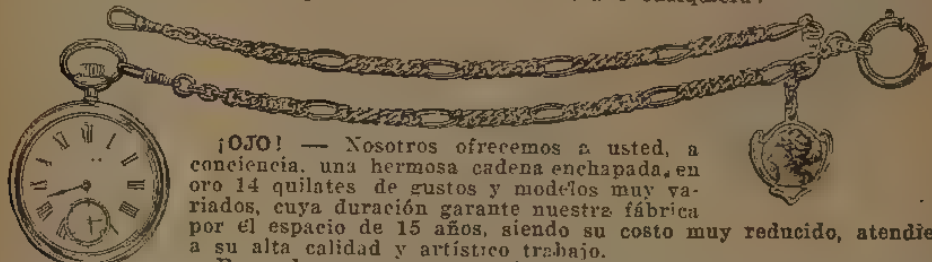 cualquiera?
¡OJO! — Nosotros ofrecemos a usted, a
conciencia, una hermosa cadena enchapada, en
oro 14 quilates de gustos y modelos muy va-
riados, cuya duración garante nuestra fábrica
por el espacio de 15 años, siendo su costo muy reducido, atendie
a su alta calidad y artístico trabajo.